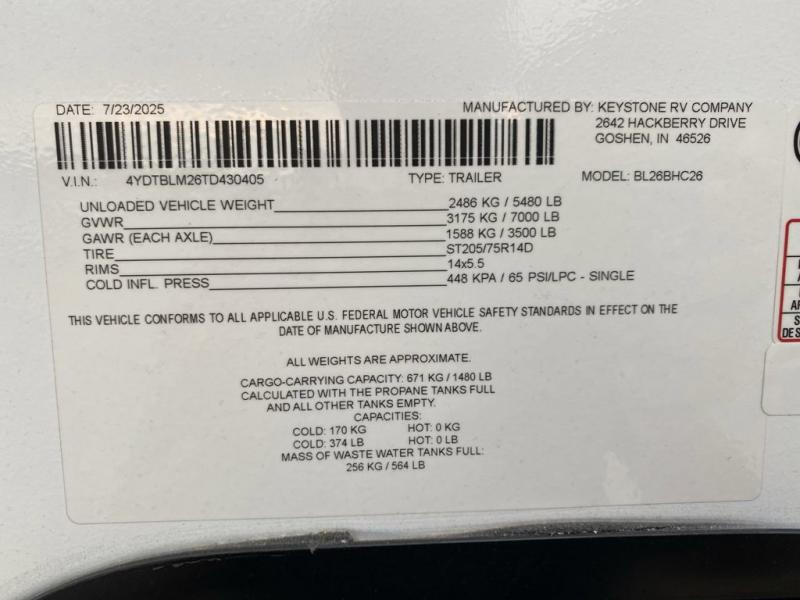 DATE: 7/23/2025 MANUFACTURED BY: KEYSTONE RV COMPANY
2642 HACKBERRY DRIVE
GOSHEN, IN 46526
V.I.N.: 4YDTBLM26TD430405 TYPE: TRAILER MODEL: BL26BHC26
UNLOADED VEHICLE WEIGHT 2486 KG / 5480 LB
GVWR 3175 KG / 7000 LB
GAWR (EACH AXLE) 1588 KG / 3500 LB
TIRE ST205/75R14D
RIMS 14x5.5
COLD INFL. PRESS 448 KPA / 65 PSI/LPC - SINGLE
THIS VEHICLE CONFORMS TO ALL APPLICABLE U.S. FEDERAL MOTOR VEHICLE SAFETY STANDARDS IN EFFECT ON THE
DATE OF MANUFACTURE SHOWN ABOVE.
ALL WEIGHTS ARE APPROXIMATE.
CARGO-CARRYING CAPACITY: 671 KG / 1480 LB
CALCULATED WITH THE PROPANE TANKS FULL
AND ALL OTHER TANKS EMPTY.
CAPACITIES:
COLD: 170 KG HOT: 0 KG
COLD: 374 LB HOT: 0 LB
MASS OF WASTE WATER TANKS FULL:
256 KG / 564 LB